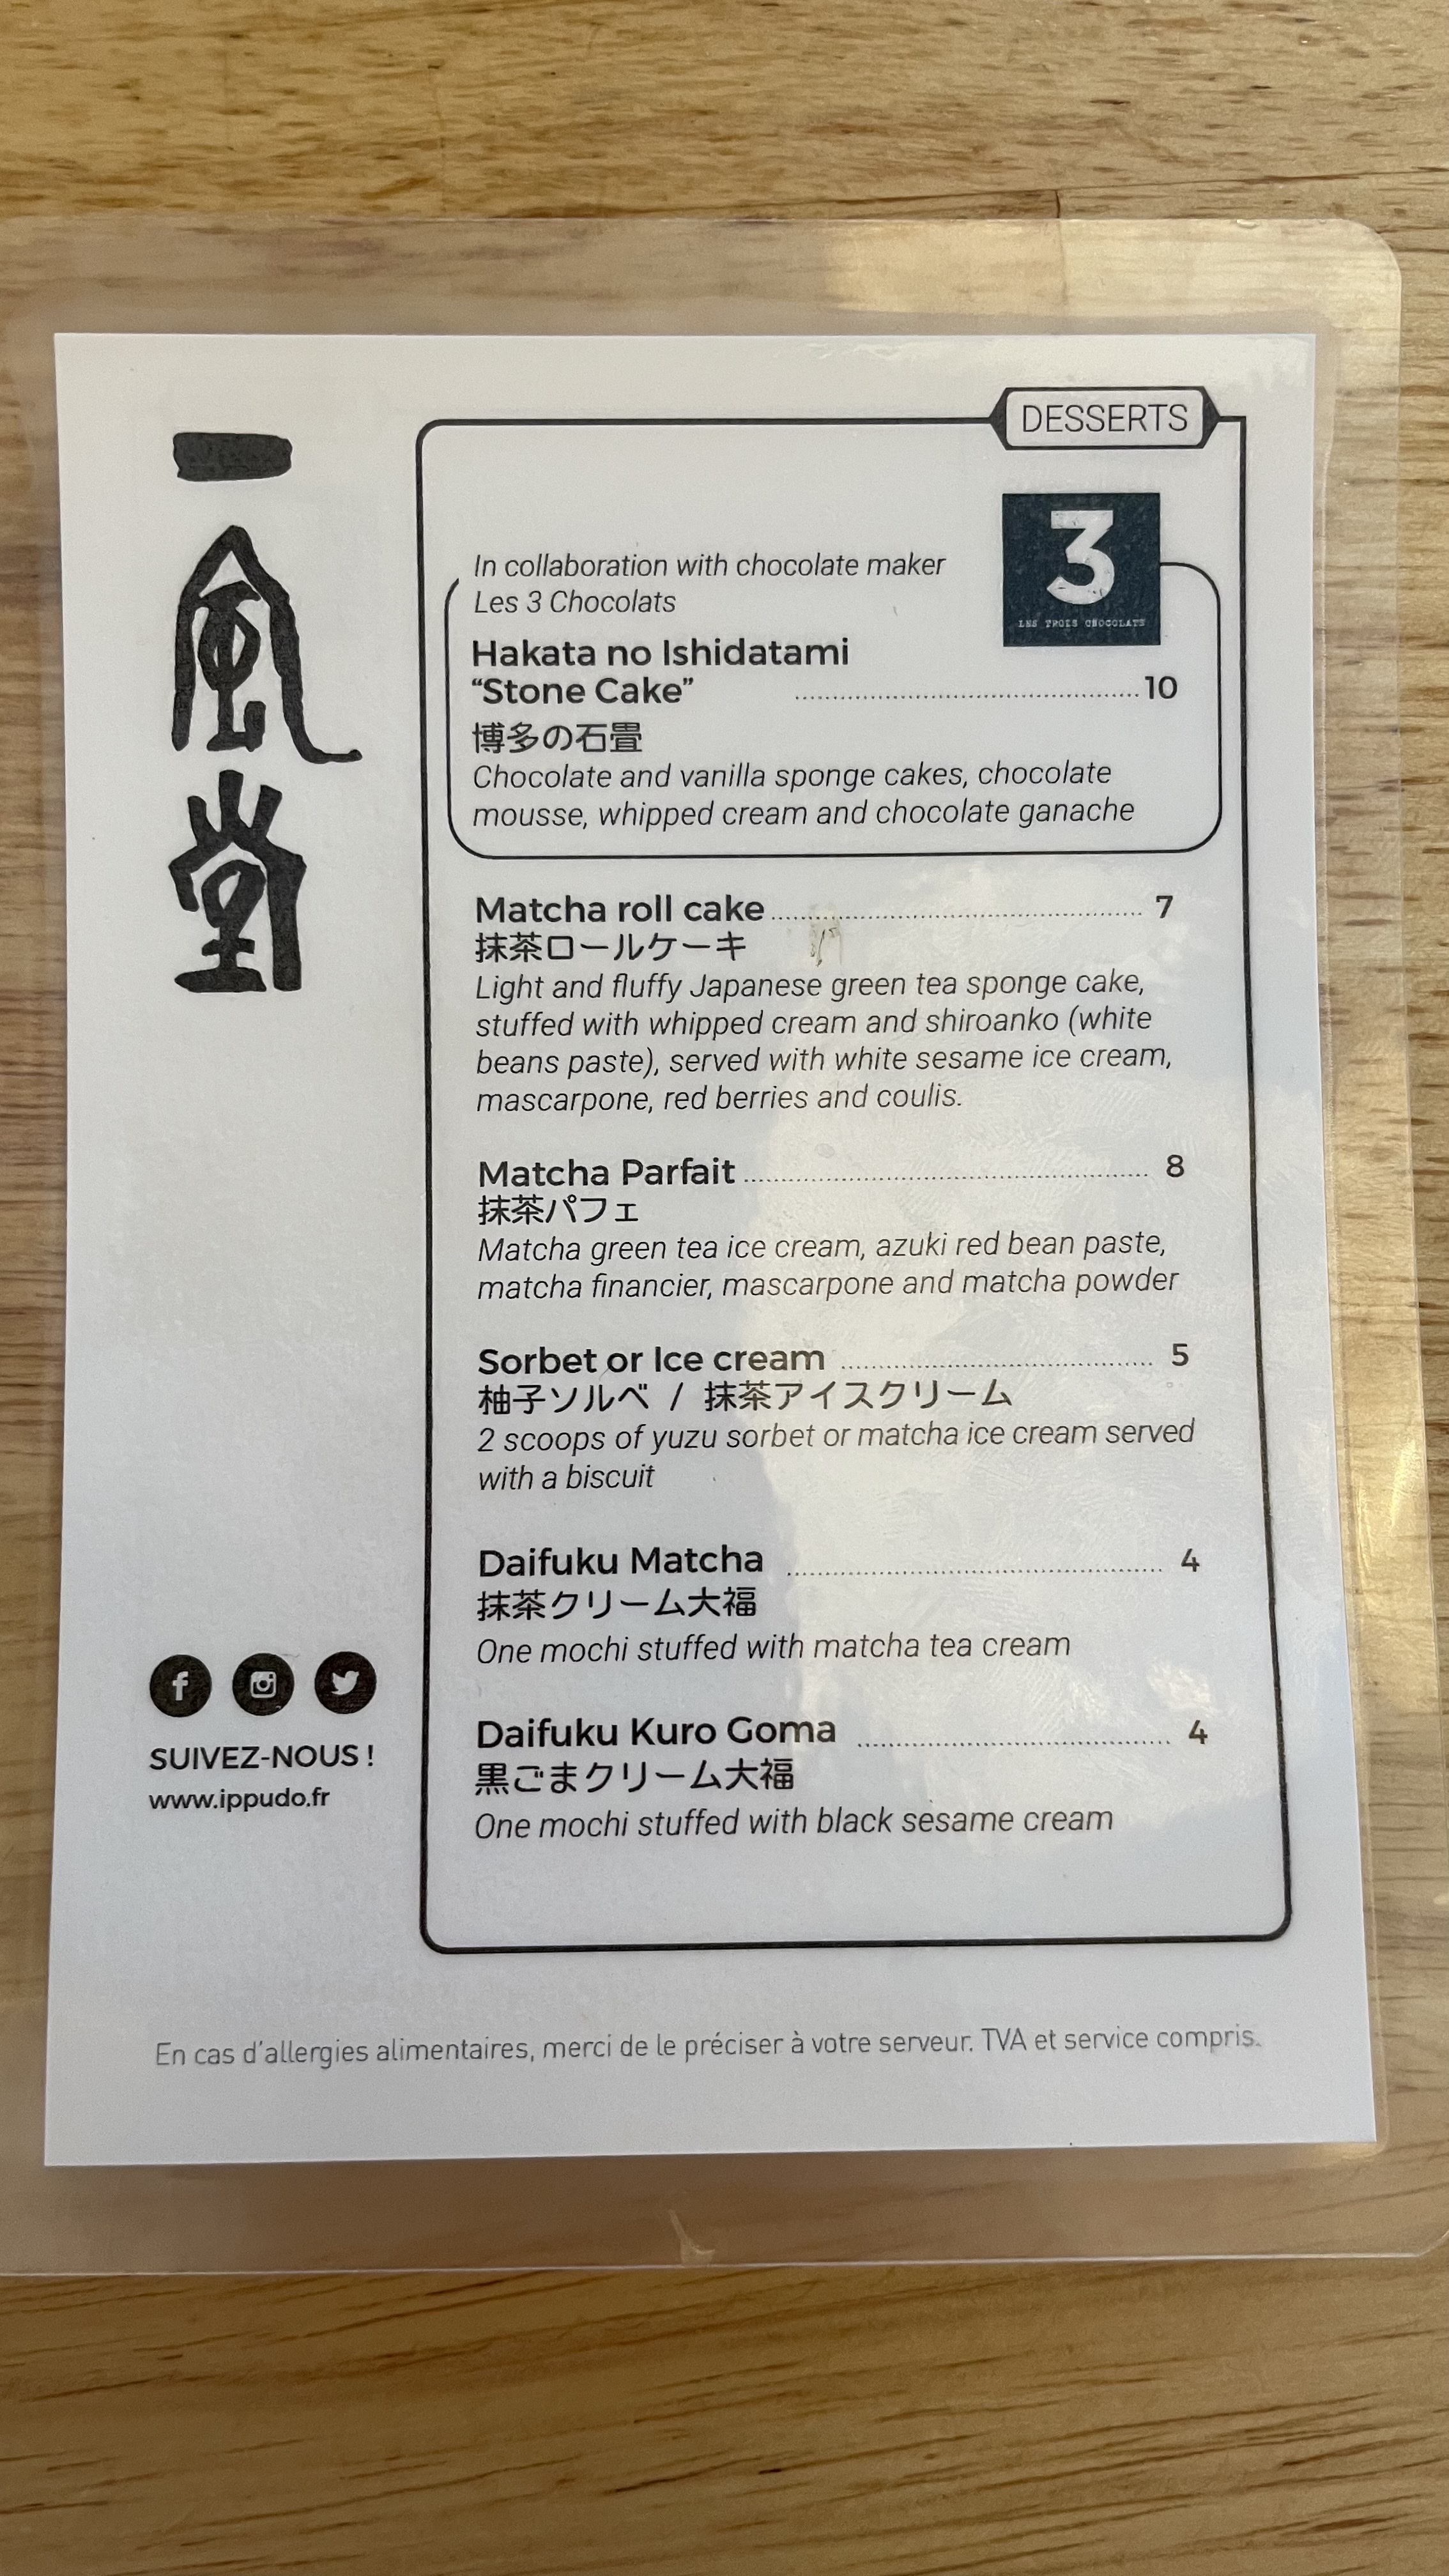 一風堂
DESSERTS
3
LES TROIS CHOCOLATS
In collaboration with chocolate maker
Les 3 Chocolats
Hakata no Ishidatami
“Stone Cake” ........ 10
博多の石畳
Chocolate and vanilla sponge cakes, chocolate
mousse, whipped cream and chocolate ganache
Matcha roll cake ........ 7
抹茶ロールケーキ
Light and fluffy Japanese green tea sponge cake,
stuffed with whipped cream and shiroanko (white
beans paste), served with white sesame ice cream,
mascarpone, red berries and coulis.
Matcha Parfait ........ 8
抹茶パフェ
Matcha green tea ice cream, azuki red bean paste,
matcha financier, mascarpone and matcha powder
Sorbet or Ice cream ........ 5
柚子ソルベ / 抹茶アイスクリーム
2 scoops of yuzu sorbet or matcha ice cream served
with a biscuit
Daifuku Matcha ........ 4
抹茶クリーム大福
One mochi stuffed with matcha tea cream
Daifuku Kuro Goma ........ 4
黒ごまクリーム大福
One mochi stuffed with black sesame cream
SUIVEZ-NOUS !
www.ippudo.fr
En cas d’allergies alimentaires, merci de le préciser à votre serveur. TVA et service compris.